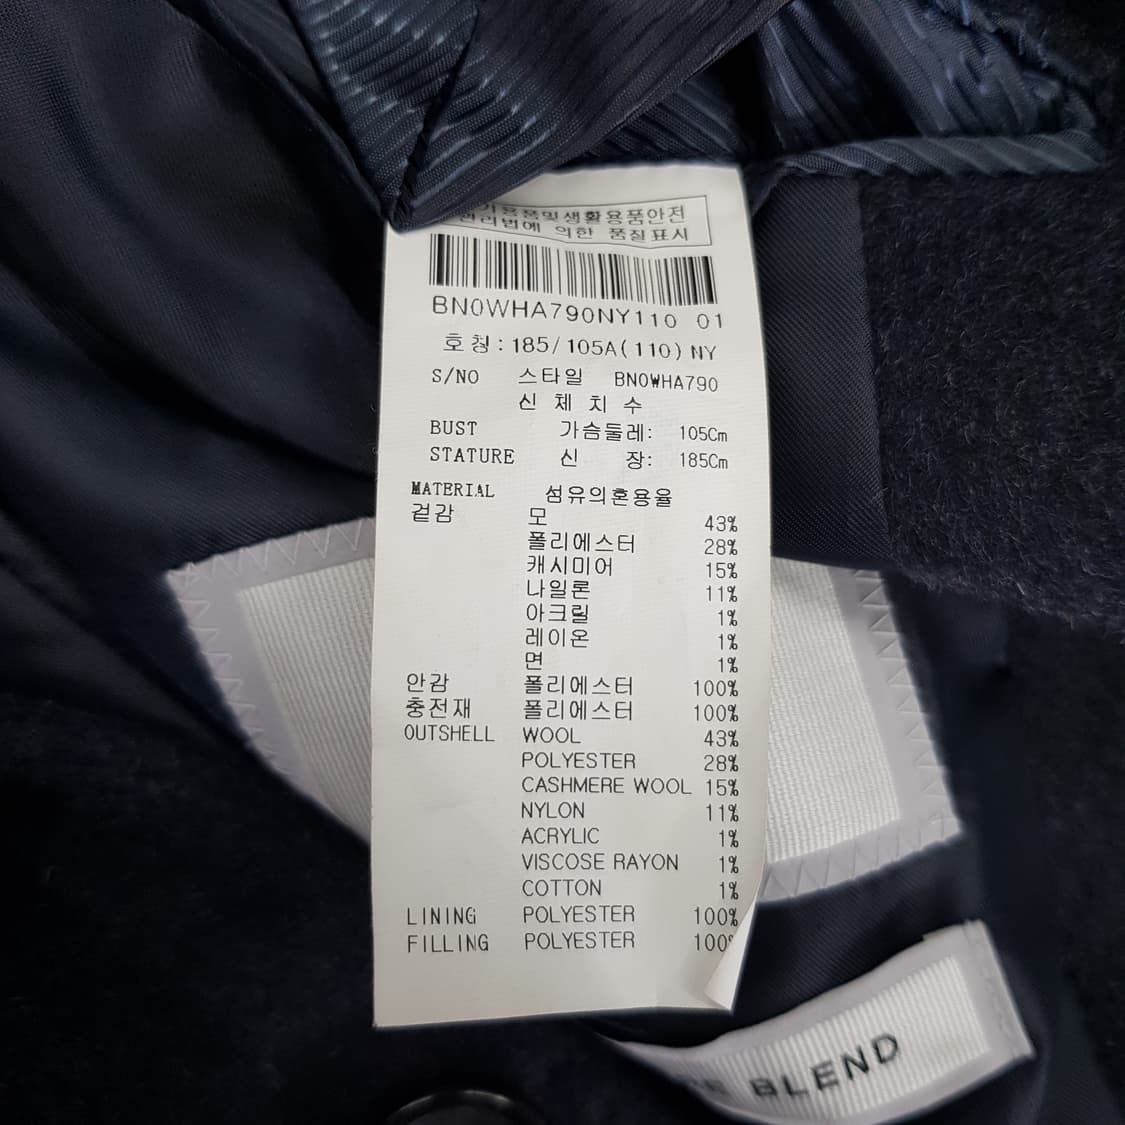 기용품및생활용품안전
관리법에 의한 품질표시
BN0WHA790NY110 01
호칭:185/105A(110) NY
S/NO 스타일 BN0WHA790
신 체 치 수
BUST 가슴둘레: 105Cm
STATURE 신 장: 185Cm
MATERIAL 섬유의혼용율
겉감 모 43%
폴리에스터 28%
캐시미어 15%
나일론 11%
아크릴 1%
레이온 1%
면 1%
안감 폴리에스터 100%
충전재 폴리에스터 100%
OUTSHELL WOOL 43%
POLYESTER 28%
CASHMERE WOOL 15%
NYLON 11%
ACRYLIC 1%
VISCOSE RAYON 1%
COTTON 1%
LINING POLYESTER 100%
FILLING POLYESTER 100%
BLEND